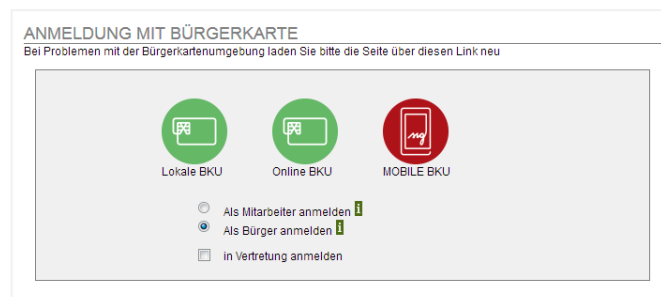 ANMELDUNG MIT BÜRGERKARTE
Bei Problemen mit der Bürgerkartenumgebung laden Sie bitte die Seite über diesen Link neu
Lokale BKU Online BKU MOBILE BKU
Als Mitarbeiter anmelden i
Als Bürger anmelden i
in Vertretung anmelden